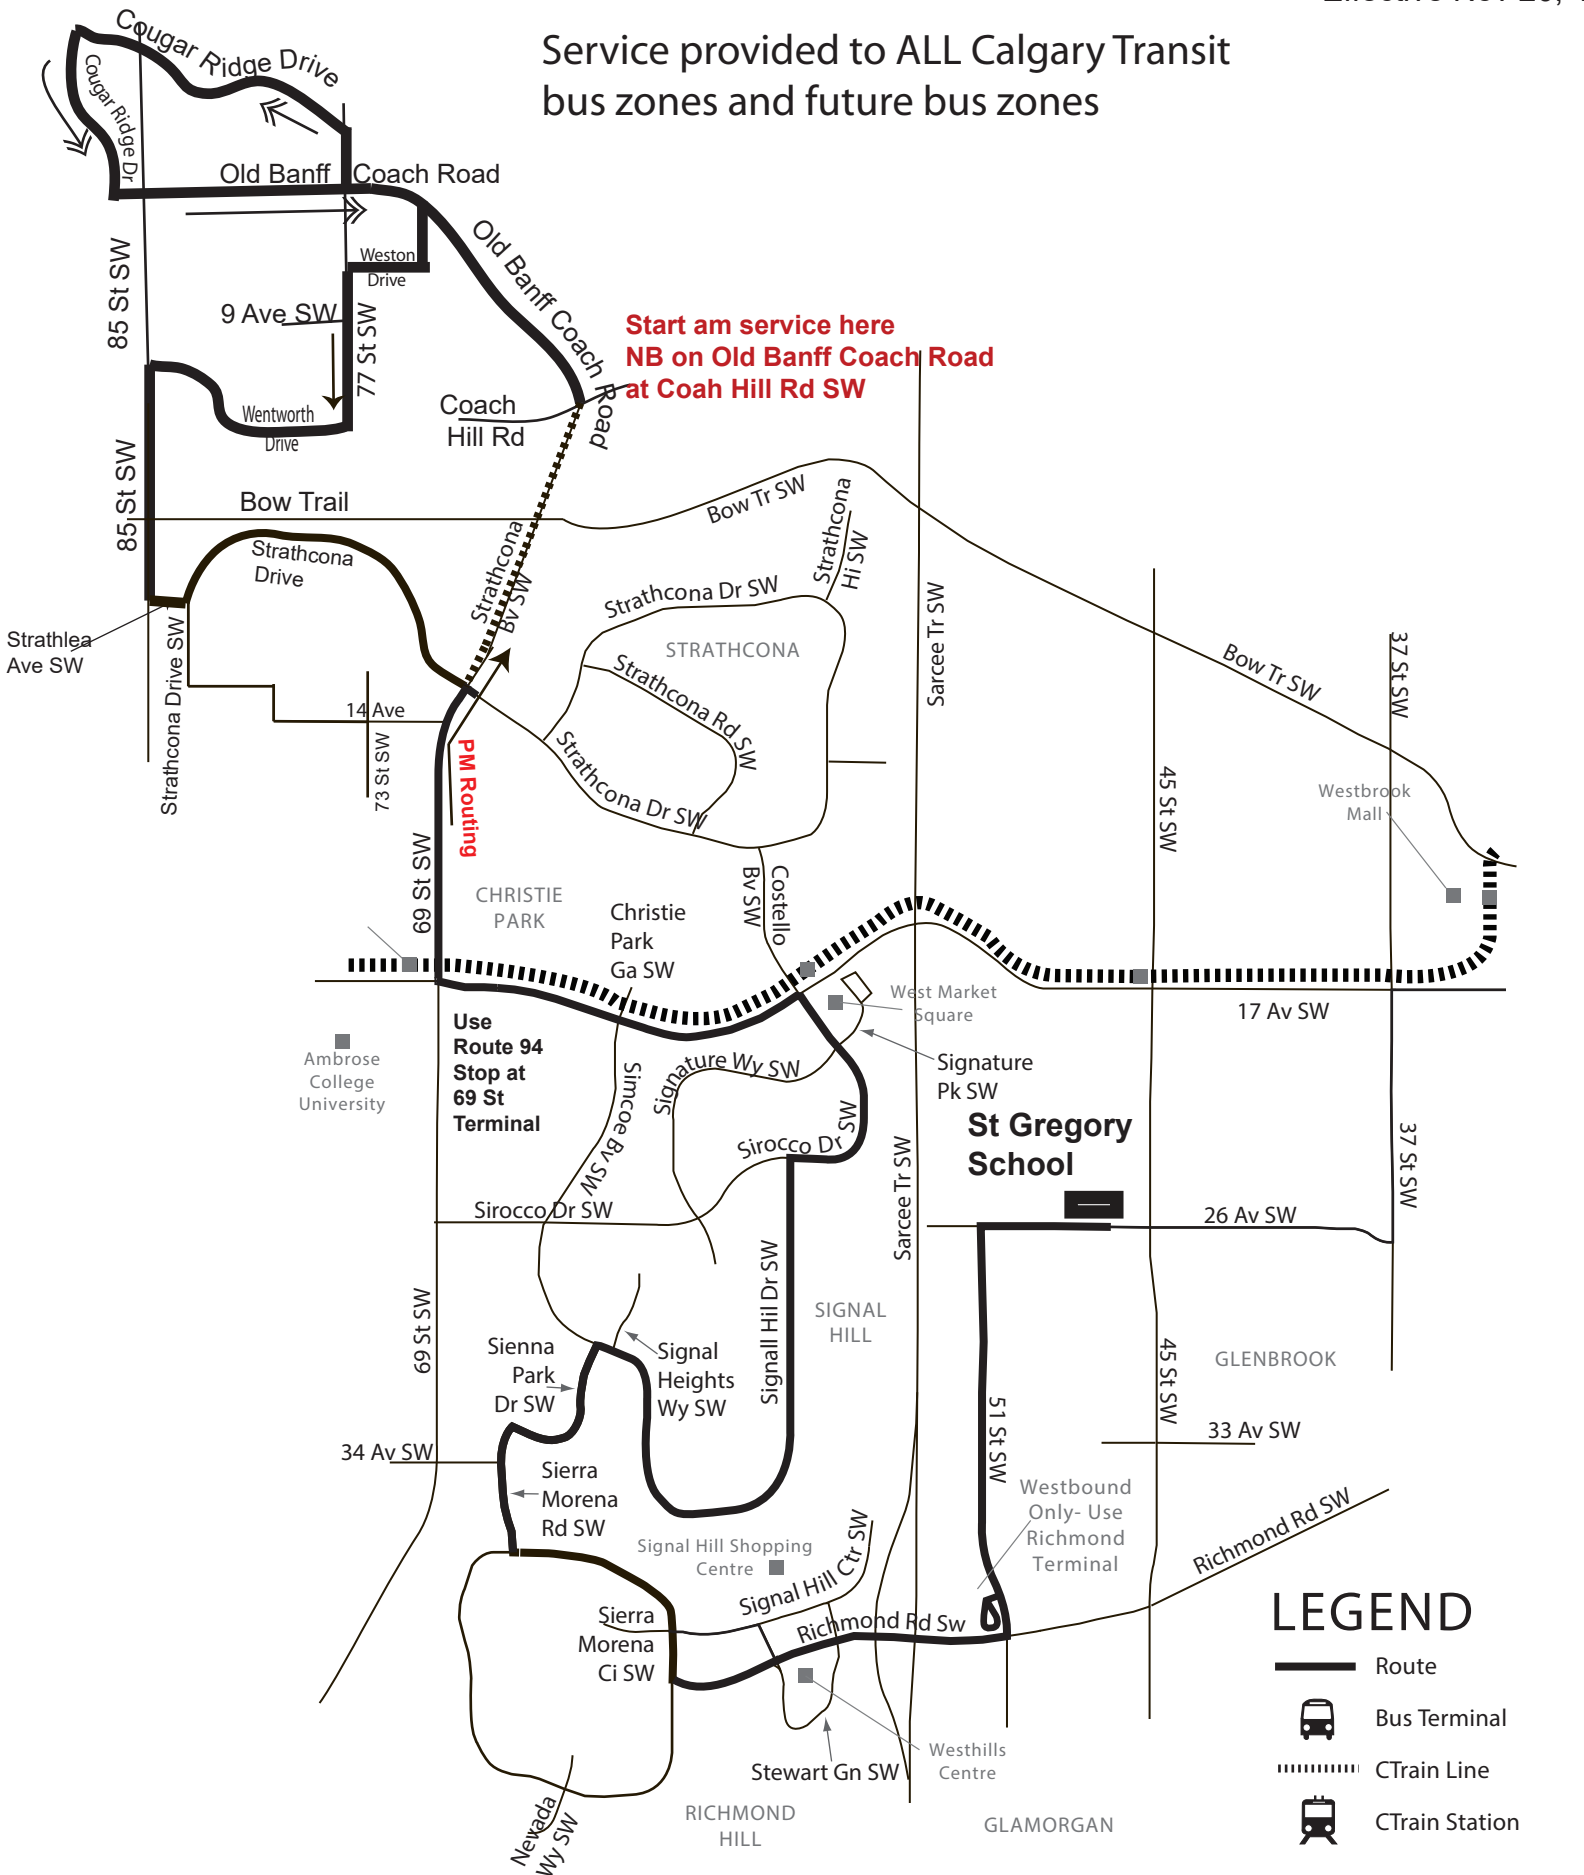 Service provided to ALL Calgary Transit
bus zones and future bus zones
Cougar Ridge Drive
Cougar Ridge Dr
Old Banff Coach Road
Old Banff Coach Road
85 St SW
Weston
Drive
9 Ave SW
77 St SW
Start am service here
NB on Old Banff Coach Road
at Coah Hill Rd SW
Coach
Hill Rd
Wentworth
Drive
85 St SW
Bow Trail
Bow Tr SW
Strathcona
Hi SW
Strathcona
Drive
Strathcona
Bv SW
Strathcona Dr SW
STRATHCONA
Sarcee Tr SW
Strathlea
Ave SW
Strathcona Drive SW
Strathcona Rd SW
Bow Tr SW
37 St SW
14 Ave
73 St SW
PM Routing
Strathcona Dr SW
45 St SW
Westbrook
Mall
69 St SW
CHRISTIE
PARK
Christie
Park
Ga SW
Costello
Bv SW
West Market
Square
17 Av SW
Use
Route 94
Stop at
69 St
Terminal
Ambrose
College
University
Simcoe Bv SW
Signature Wy SW
Signature
Pk SW
St Gregory
School
Sirocco Dr SW
Sarcee Tr SW
37 St SW
Sirocco Dr SW
26 Av SW
69 St SW
Signall Hil Dr SW
SIGNAL
HILL
Sienna
Park
Dr SW
Signal
Heights
Wy SW
45 St SW
GLENBROOK
51 St SW
33 Av SW
34 Av SW
Sierra
Morena
Rd SW
Westbound
Only- Use
Richmond
Terminal
Signal Hill Shopping
Centre
Signal Hill Ctr SW
Richmond Rd SW
Sierra
Morena
Ci SW
Richmond Rd Sw
LEGEND
Route
Bus Terminal
CTrain Line
CTrain Station
Stewart Gn SW
Westhills
Centre
Nevada
Wy SW
RICHMOND
HILL
GLAMORGAN